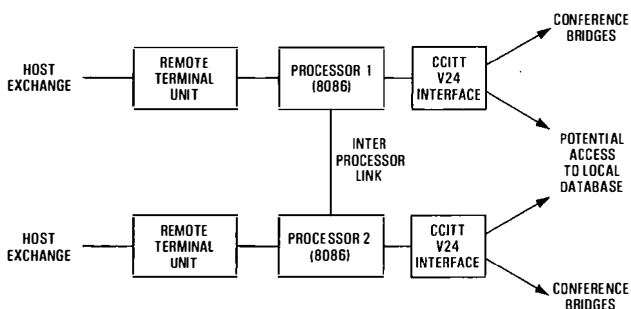 CONFERENCE
BRIDGES
HOST
EXCHANGE
REMOTE
TERMINAL
UNIT
PROCESSOR 1
(8086)
CCITT
V24
INTERFACE
INTER
PROCESSOR
LINK
POTENTIAL
ACCESS
TO LOCAL
DATABASE
HOST
EXCHANGE
REMOTE
TERMINAL
UNIT
PROCESSOR 2
(8086)
CCITT
V24
INTERFACE
CONFERENCE
BRIDGES